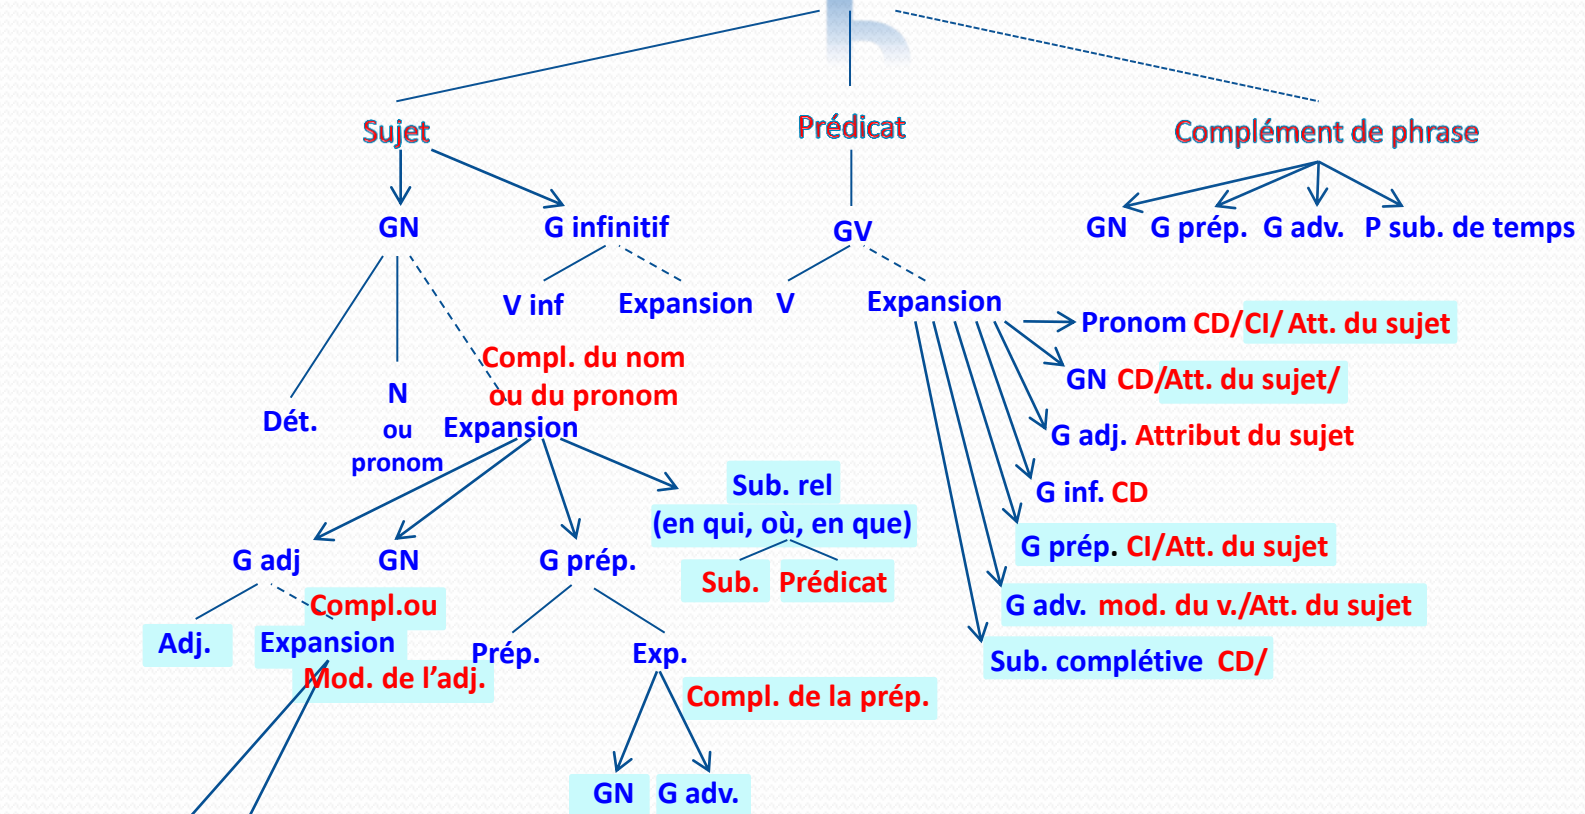 Sujet
Prédicat
Complément de phrase
GN
G infinitif
GV
GN G prép. G adv. P sub. de temps
V inf
Expansion
V
Expansion
Pronom CD/CI/ Att. du sujet
GN CD/Att. du sujet/
G adj. Attribut du sujet
G inf. CD
G prép. CI/Att. du sujet
G adv. mod. du v./Att. du sujet
Sub. complétive CD/
Dét.
N
ou
pronom
Compl. du nom
ou du pronom
Expansion
G adj
GN
G prép.
Sub. rel
(en qui, où, en que)
Sub.
Prédicat
Adj.
Compl.ou
Expansion
Mod. de l’adj.
Prép.
Exp.
Compl. de la prép.
GN
G adv.